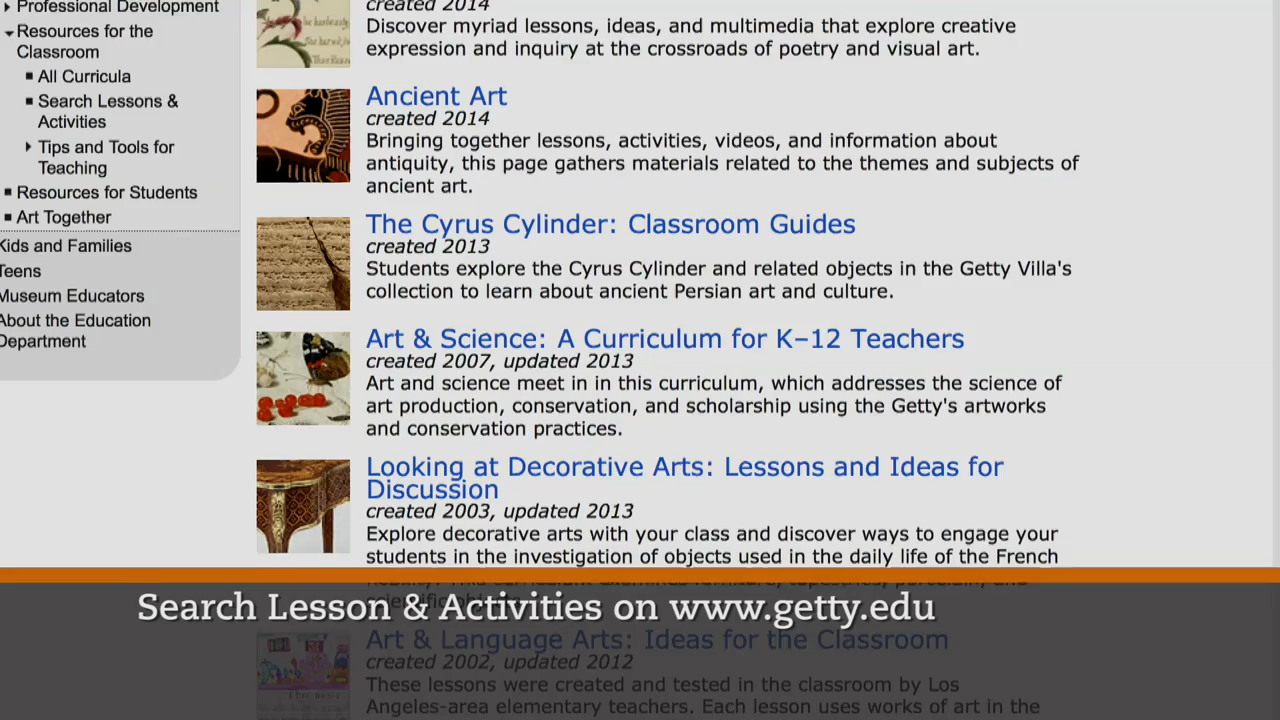 Professional Development
Resources for the
Classroom
All Curricula
Search Lessons &
Activities
Tips and Tools for
Teaching
Resources for Students
Art Together
Kids and Families
Teens
Museum Educators
About the Education
Department
created 2014
Discover myriad lessons, ideas, and multimedia that explore creative
expression and inquiry at the crossroads of poetry and visual art.
Ancient Art
created 2014
Bringing together lessons, activities, videos, and information about
antiquity, this page gathers materials related to the themes and subjects of
ancient art.
The Cyrus Cylinder: Classroom Guides
created 2013
Students explore the Cyrus Cylinder and related objects in the Getty Villa's
collection to learn about ancient Persian art and culture.
Art & Science: A Curriculum for K–12 Teachers
created 2007, updated 2013
Art and science meet in in this curriculum, which addresses the science of
art production, conservation, and scholarship using the Getty's artworks
and conservation practices.
Looking at Decorative Arts: Lessons and Ideas for
Discussion
created 2003, updated 2013
Explore decorative arts with your class and discover ways to engage your
students in the investigation of objects used in the daily life of the French
Search Lesson & Activities on www.getty.edu
Art & Language Arts: Ideas for the Classroom
created 2002, updated 2012
These lessons were created and tested in the classroom by Los
Angeles-area elementary teachers. Each lesson uses works of art in the